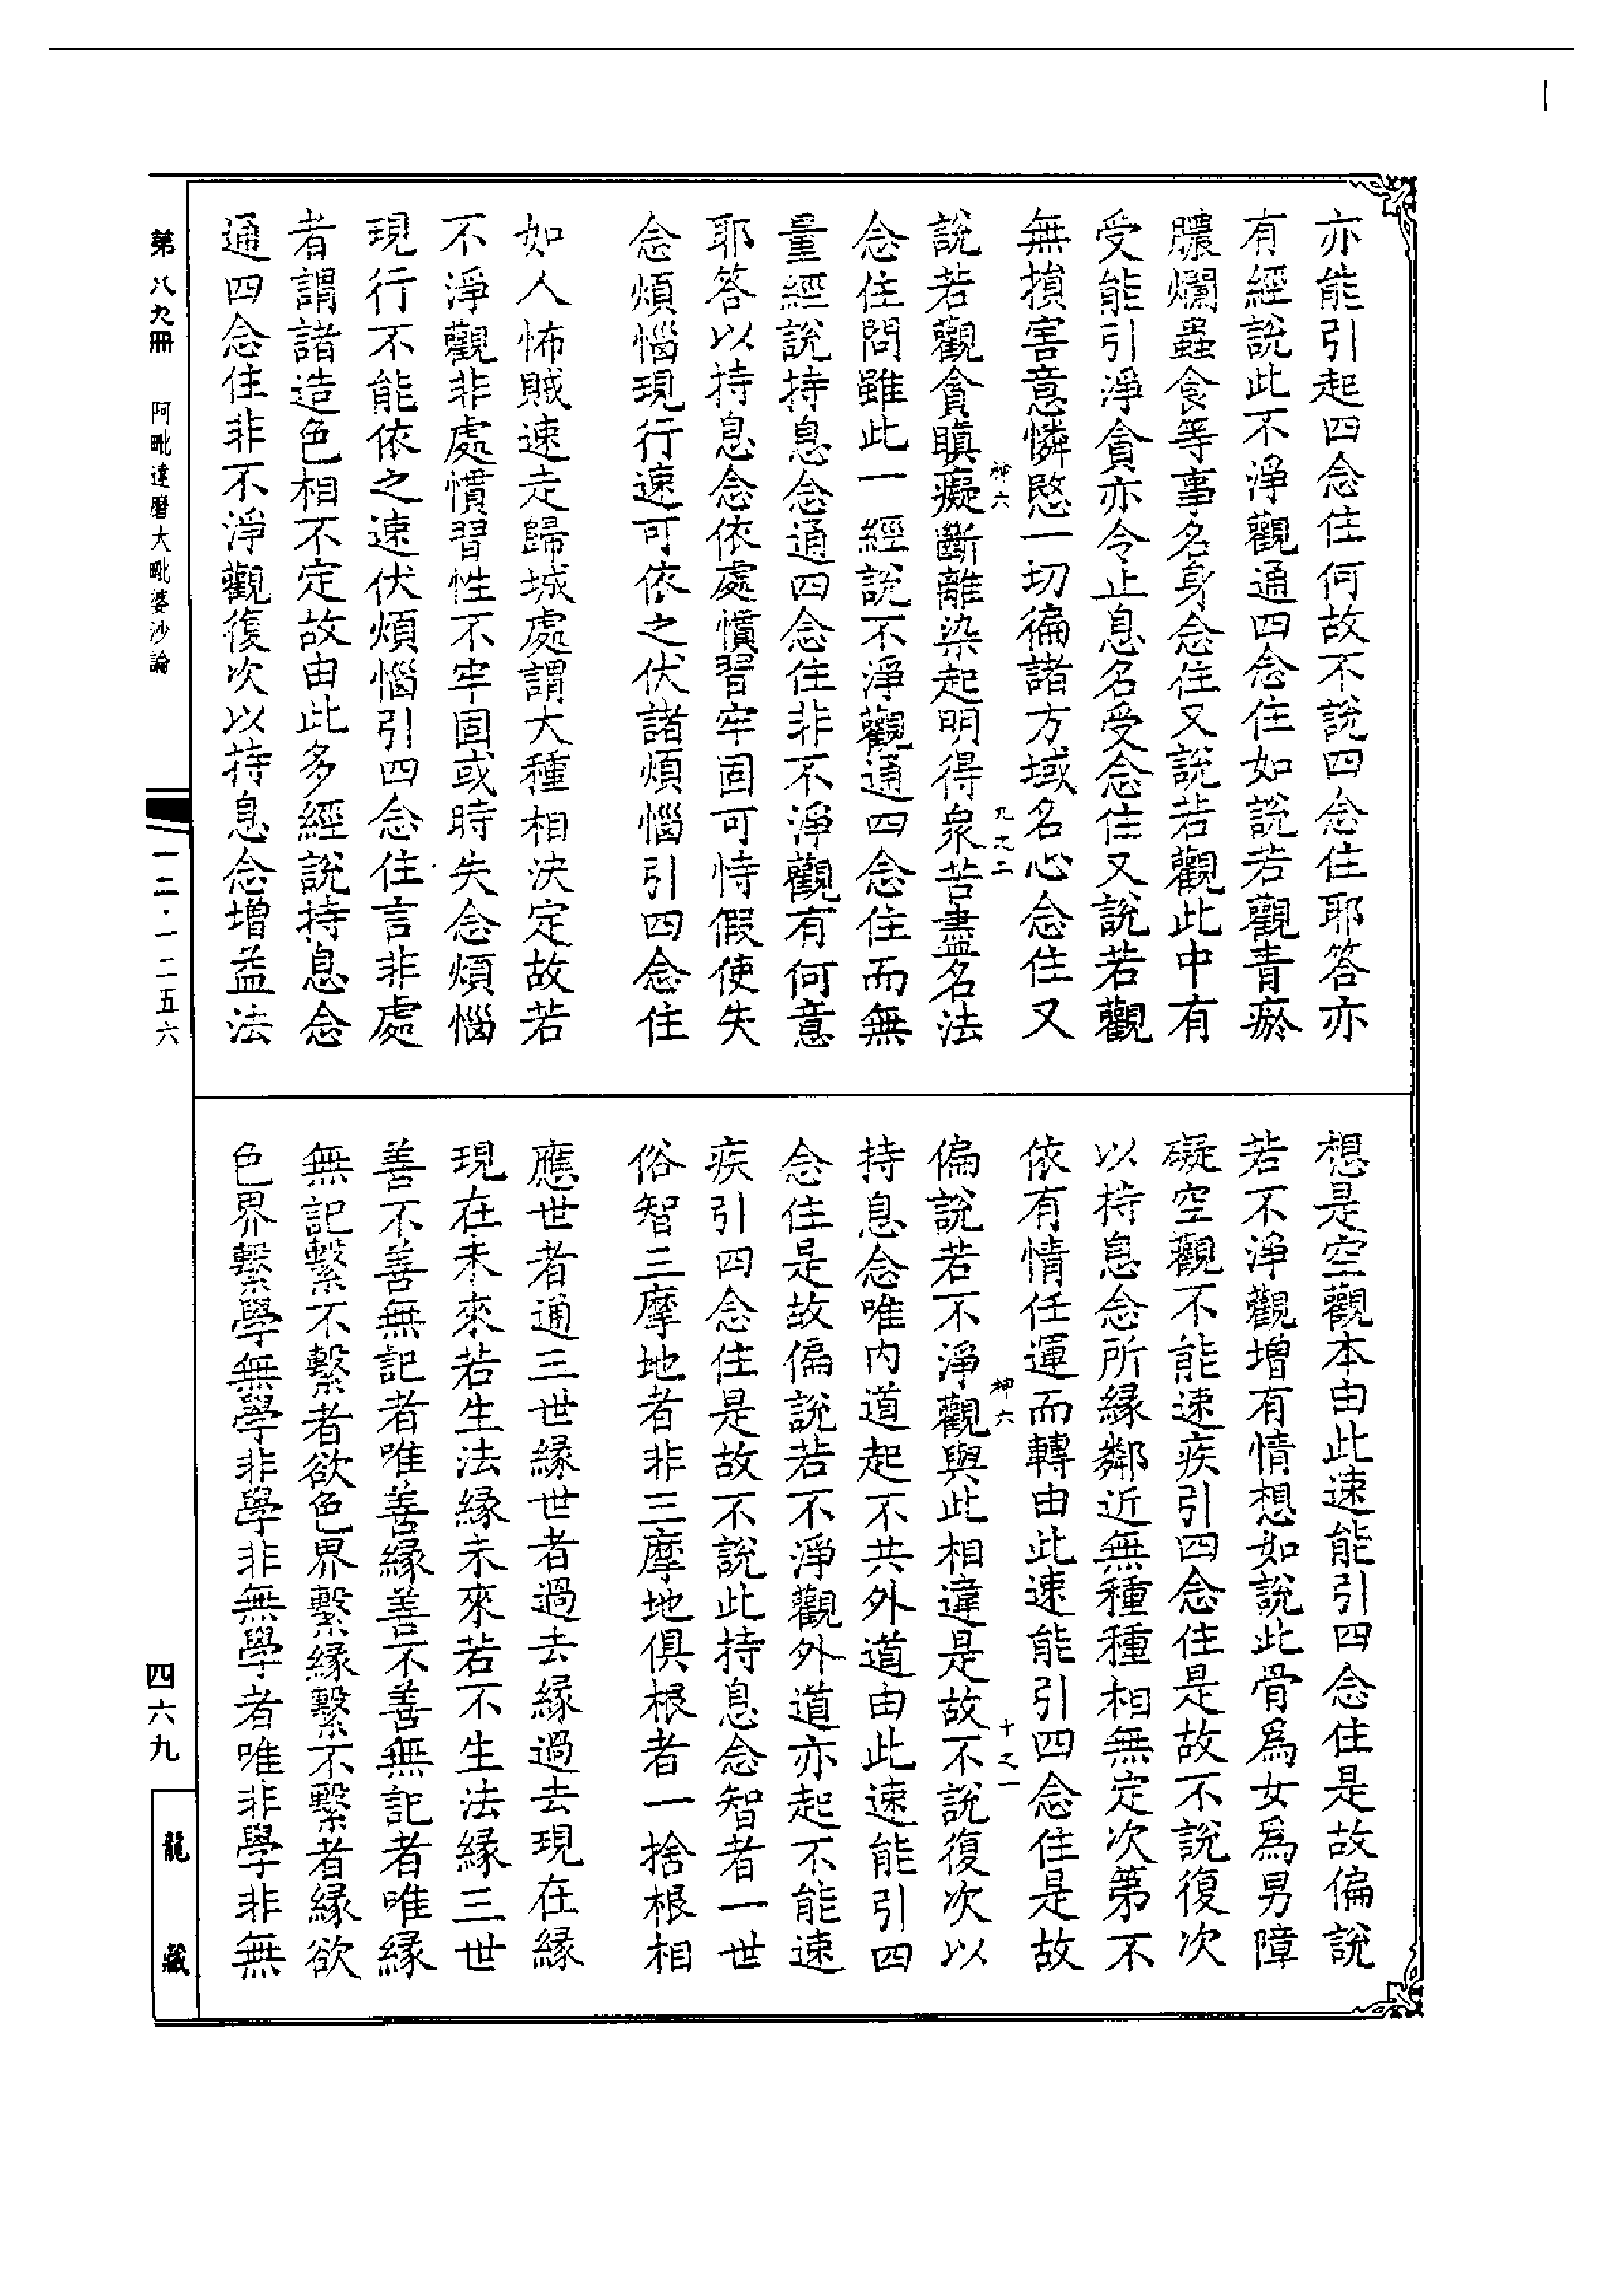 亦能引起四念住何故不說四念住耶答亦
有經說此不淨觀通四念住如說若觀青瘀
膿爛蟲食等事名身念住又說若觀此中有
受能引淨貪亦令止息名受念住又說若觀
無損害意憐愍一切徧諸方域名心念住又
神六
九之二
說若觀貪瞋癡斷離染起明得衆苦盡名法
念住問雖此一經說不淨觀通四念住而無
量經說持息念通四念住非不淨觀有何意
耶答以持息念依處慣習牢固可恃假使失
念煩惱現行速可依之伏諸煩惱引四念住
如人怖賊速走歸城處謂大種相決定故若
不淨觀非處慣習性不牢固或時失念煩惱
現行不能依之速伏煩惱引四念住言非處
者謂諸造色相不定故由此多經說持息念
通四念住非不淨觀復次以持息念增益法
想是空觀本由此速能引四念住是故偏說
若不淨觀增有情想如說此骨爲女爲男障
礙空觀不能速疾引四念住是故不說復次
以持息念所緣鄰近無種種相無定次第不
依有情任運而轉由此速能引四念住是故
神六
十之一
偏說若不淨觀與此相違是故不說復次以
持息念唯內道起不共外道由此速能引四
念住是故偏說若不淨觀外道亦起不能速
疾引四念住是故不說此持息念智者一世
俗智三摩地者非三摩地俱根者一捨根相
應世者通三世緣世者過去緣過去現在緣
現在未來若生法緣未來若不生法緣三世
善不善無記者唯善緣善不善無記者唯緣
無記繫不繫者欲色界繫緣繫不繫者緣欲
色界繫學無學非學非無學者唯非學非無
第八九冊
阿毗達磨大毗婆沙論
一二·一二五六
四六九
龍藏